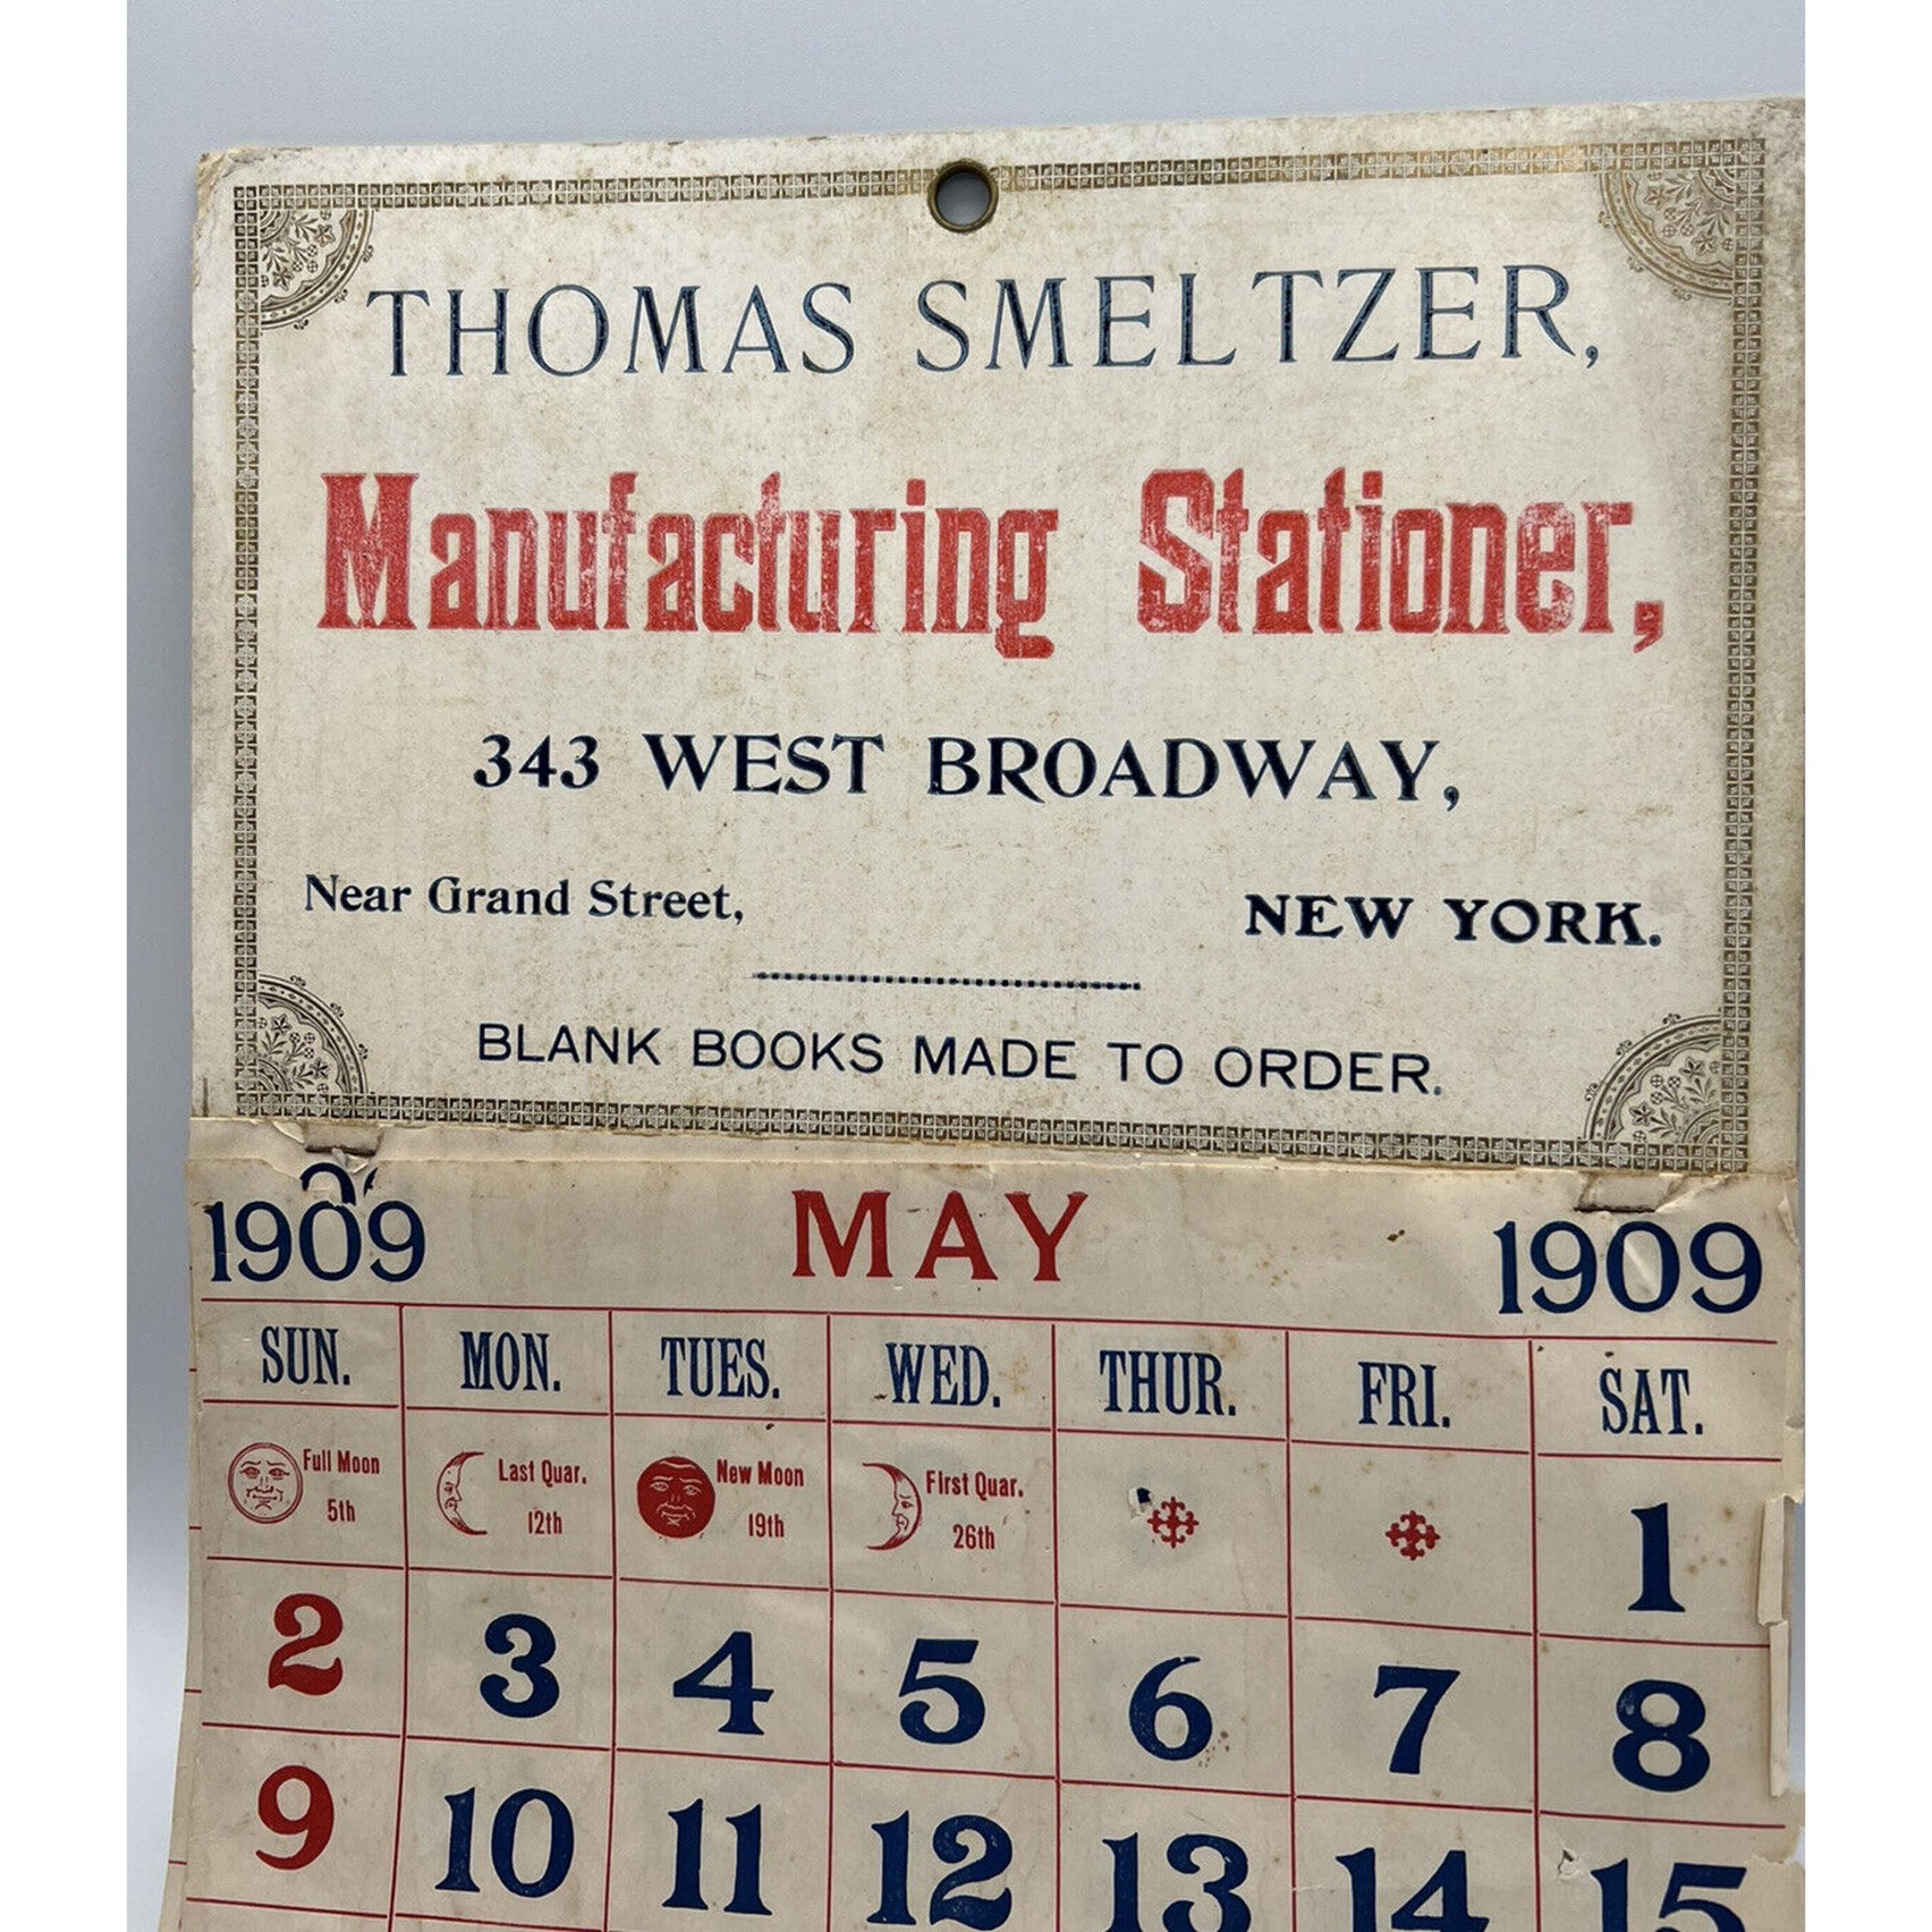 THOMAS SMELTZER,
Manufacturing Stationer,
343 WEST BROADWAY,
Near Grand Street, NEW YORK.
BLANK BOOKS MADE TO ORDER.
1909 MAY 1909
SUN. MON. TUES. WED. THUR. FRI. SAT.
Full Moon 5th Last Quar. 12th New Moon 19th First Quar. 26th 1
2 3 4 5 6 7 8
9 10 11 12 13 14 15